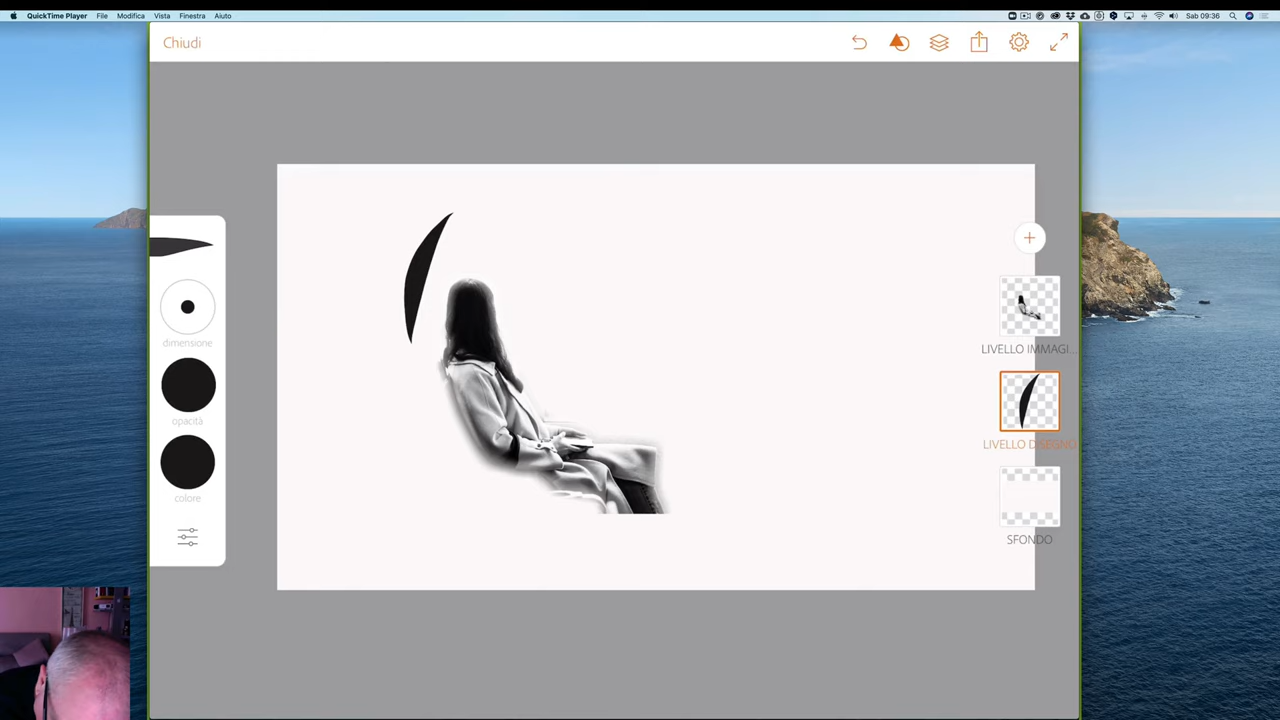 QuickTime Player File Modifica Vista Finestra Aiuto Sab 09:36
Chiudi
dimensione
opacità
colore
LIVELLO IMMAGI...
LIVELLO DISEGNO
SFONDO